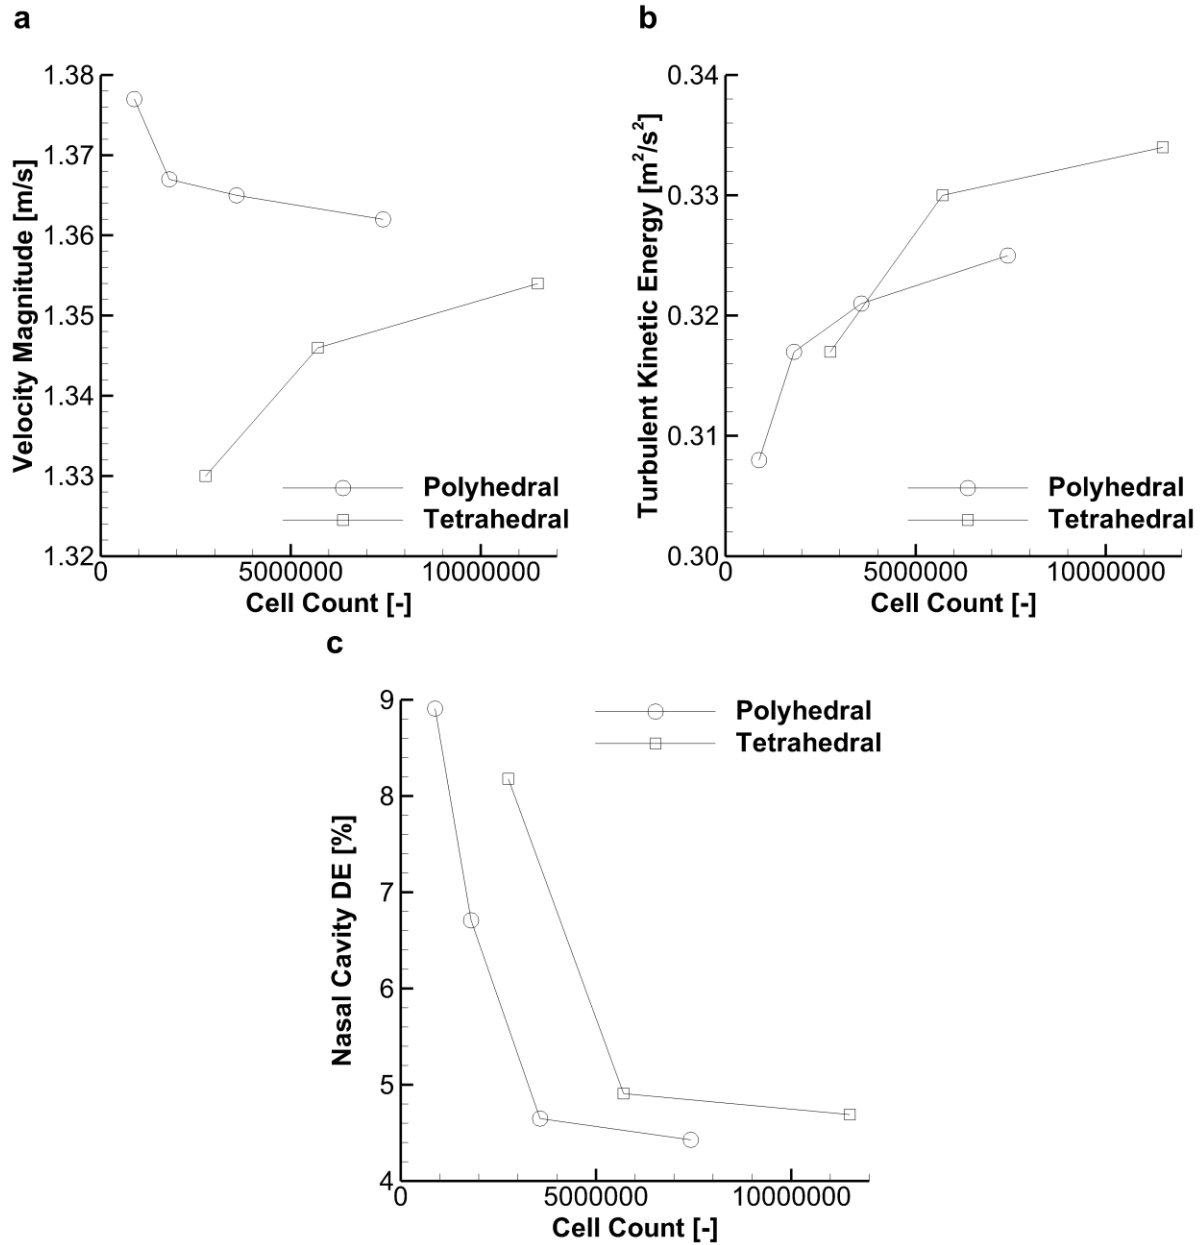 a
1.38
1.37
1.36
1.35
1.34
1.33
1.32
Velocity Magnitude [m/s]
Polyhedral
Tetrahedral
0 5000000 10000000
Cell Count [-]
b
0.34
0.33
0.32
0.31
0.30
Turbulent Kinetic Energy [m²/s²]
Polyhedral
Tetrahedral
0 5000000 10000000
Cell Count [-]
c
9
8
7
6
5
4
Nasal Cavity DE [%]
Polyhedral
Tetrahedral
0 5000000 10000000
Cell Count [-]